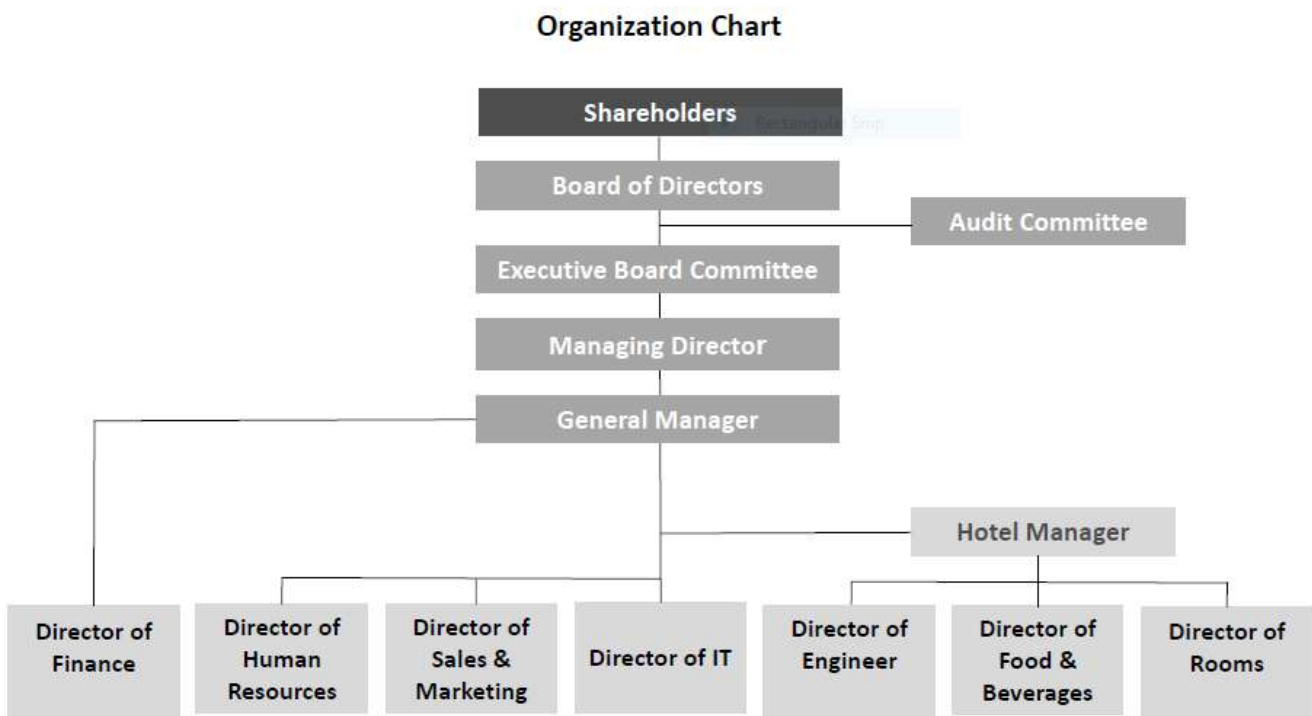 Organization Chart
Shareholders
Rectangular Snip
Board of Directors
Audit Committee
Executive Board Committee
Managing Director
General Manager
Hotel Manager
Director of
Finance
Director of
Human
Resources
Director of
Sales &
Marketing
Director of IT
Director of
Engineer
Director of
Food &
Beverages
Director of
Rooms